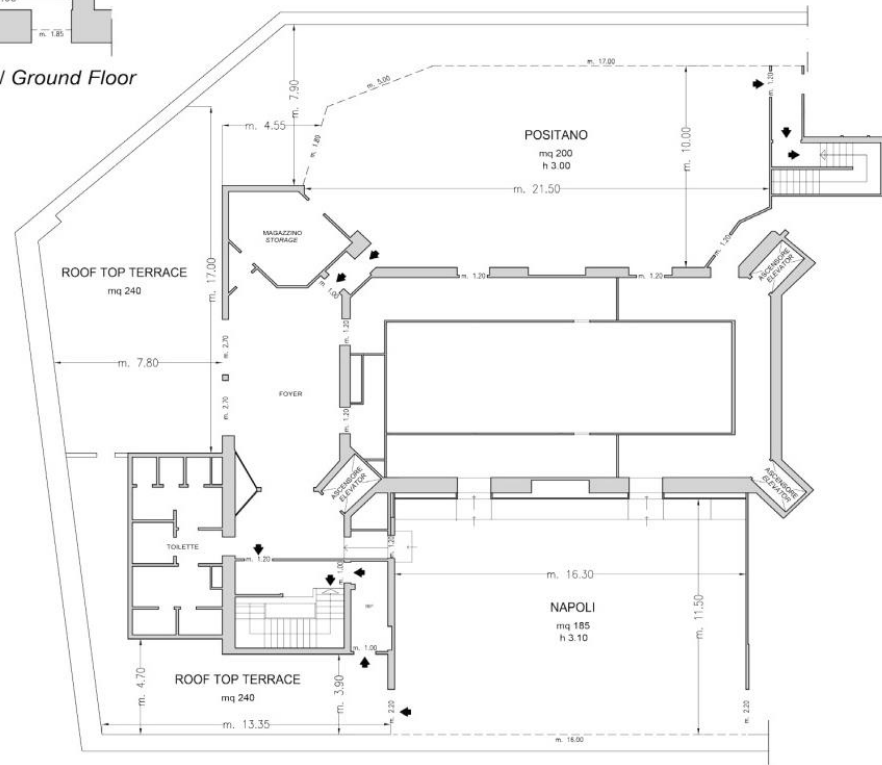 m. 1.85
/ Ground Floor
m. 17.00
m. 5.00
m. 7.90
m. 4.55
m. 1.80
m. 1.20
m. 10.00
POSITANO
mq 200
h 3.00
m. 21.50
MAGAZZINO
STORAGE
m. 1.20
ROOF TOP TERRACE
mq 240
m. 17.00
m. 1.00
m. 1.20
m. 1.20
ASCENSORE
ELEVATOR
m. 1.20
m. 2.70
m. 7.80
m. 2.70
FOYER
m. 1.20
ASCENSORE
ELEVATOR
ASCENSORE
ELEVATOR
TOILETTE
m. 1.20
m. 1.20
m. 1.00
m. 16.30
NAPOLI
mq 185
h 3.10
m. 11.50
m. 1.00
ROOF TOP TERRACE
mq 240
m. 4.70
m. 3.90
m. 13.35
m. 2.20
m. 2.20
m. 16.00